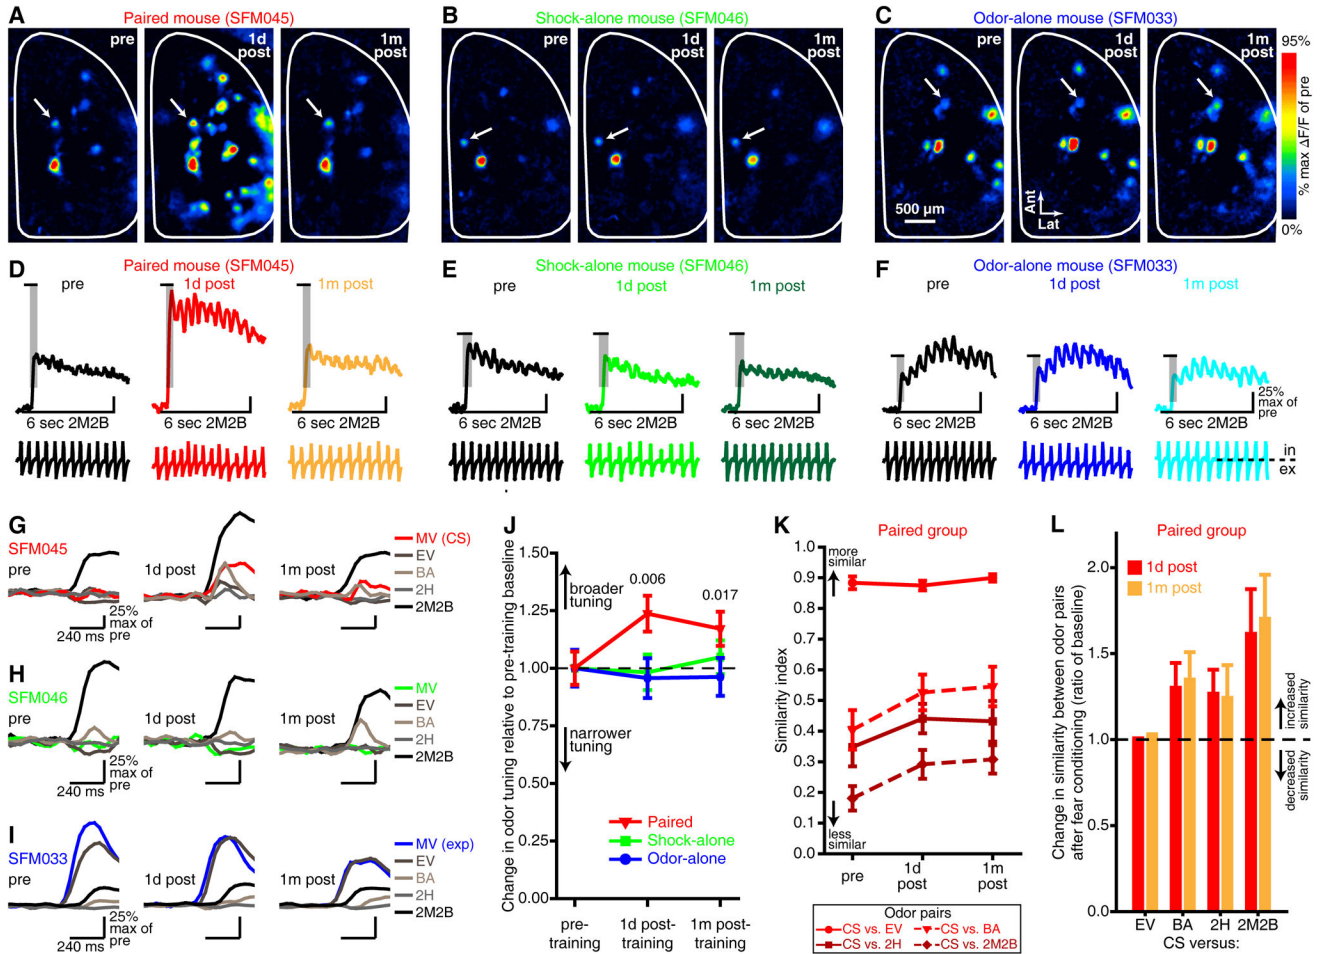 A
Paired mouse (SFM045)
pre
1d
post
1m
post
B
Shock-alone mouse (SFM046)
pre
1d
post
1m
post
C
Odor-alone mouse (SFM033)
pre
1d
post
1m
post
500 µm
Ant
Lat
95%
% max ΔF/F of pre
0%
D
Paired mouse (SFM045)
pre
1d post
1m post
6 sec 2M2B
6 sec 2M2B
6 sec 2M2B
E
Shock-alone mouse (SFM046)
pre
1d post
1m post
6 sec 2M2B
6 sec 2M2B
6 sec 2M2B
F
Odor-alone mouse (SFM033)
pre
1d post
1m post
6 sec 2M2B
6 sec 2M2B
6 sec 2M2B
25%
max of
pre
in
ex
G
SFM045
pre
1d post
1m post
MV (CS)
EV
BA
2H
2M2B
25%
max of
pre
240 ms
H
SFM046
pre
1d post
1m post
MV
EV
BA
2H
2M2B
25%
max of
pre
240 ms
I
SFM033
pre
1d post
1m post
MV (exp)
EV
BA
2H
2M2B
25%
max of
pre
240 ms
J
Change in odor tuning relative to pre-training baseline
1.50
1.25
1.00
0.75
0.50
0.25
0.00
broader
tuning
0.006
0.017
narrower
tuning
Paired
Shock-alone
Odor-alone
pre-
training
1d post-
training
1m post-
training
K
Paired group
Similarity index
1.0
0.9
0.8
0.7
0.6
0.5
0.4
0.3
0.2
0.1
0.0
more
similar
less
similar
pre
1d
post
1m
post
Odor pairs
CS vs. EV
CS vs. BA
CS vs. 2H
CS vs. 2M2B
L
Paired group
1d post
1m post
Change in similarity between odor pairs
after fear conditioning (ratio of baseline)
2.0
1.5
1.0
0.5
0.0
increased
similarity
decreased
similarity
EV
BA
2H
2M2B
CS versus: